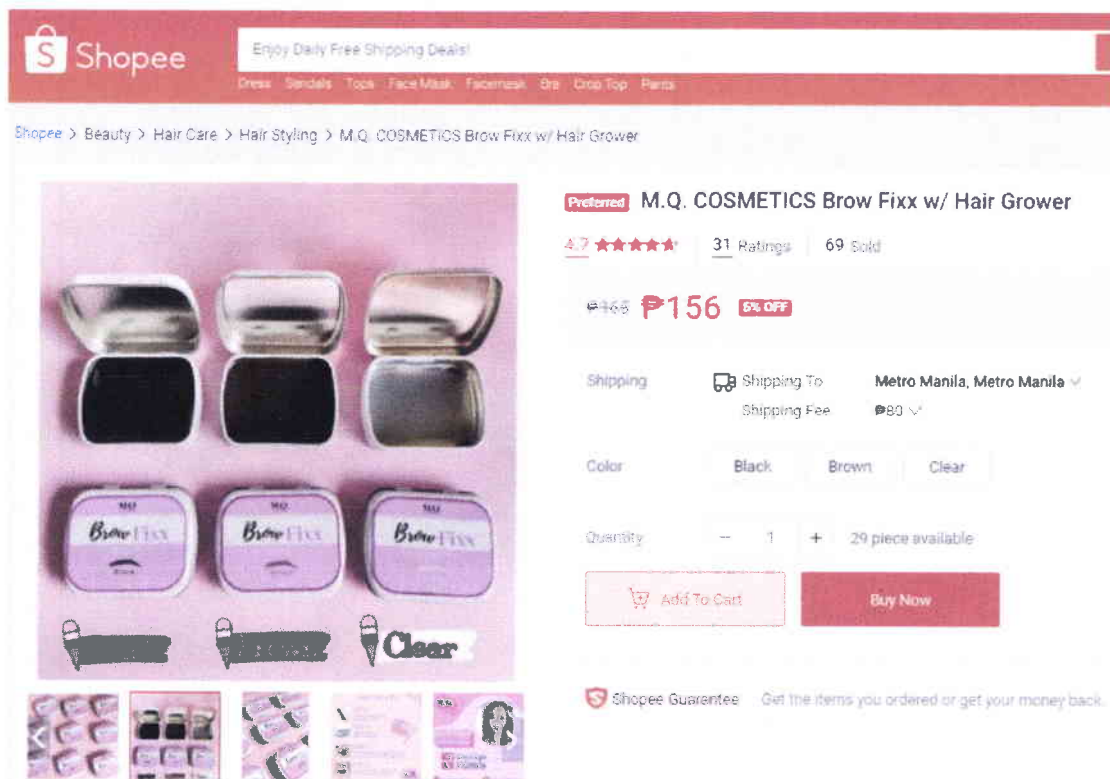 Shopee
Enjoy Daily Free Shipping Deals!
Dress Sandals Tops Face Mask Facemask Bra Crop Top Pants
Shopee > Beauty > Hair Care > Hair Styling > M.Q. COSMETICS Brow Fixx w/ Hair Grower
Preferred M.Q. COSMETICS Brow Fixx w/ Hair Grower
4.7 31 Ratings 69 Sold
₱165 ₱156 5% OFF
Shipping Shipping To Metro Manila, Metro Manila
Shipping Fee ₱80
Color Black Brown Clear
Quantity - 1 + 29 piece available
Add To Cart Buy Now
Shopee Guarantee Get the items you ordered or get your money back.
M.Q. M.Q. M.Q.
Brow Fixx Brow Fixx Brow Fixx
Clear